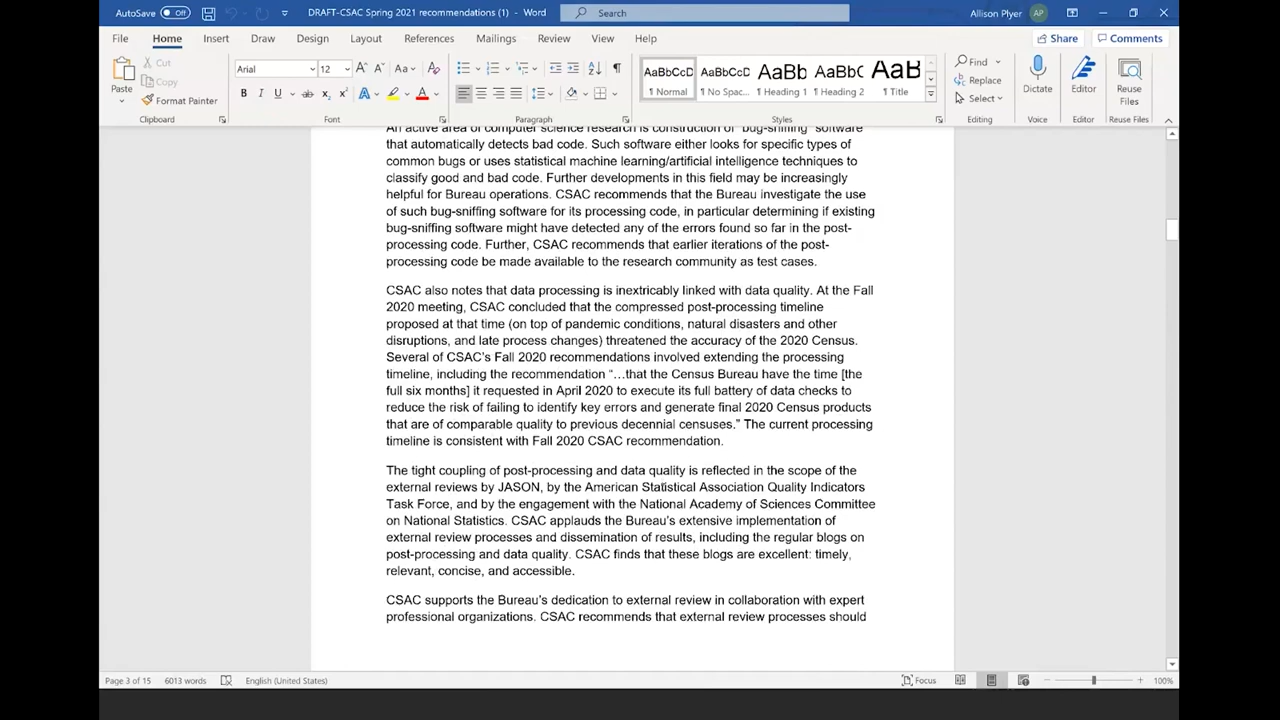 AutoSave Off DRAFT-CSAC Spring 2021 recommendations (1) - Word Search Allison Plyer AP
File Home Insert Draw Design Layout References Mailings Review View Help Share Comments
Paste Cut Copy Format Painter
Arial 12 Aa
B I U ab x2 x2 A A
AaBbCcD AaBbCcD AaBb AaBbC AaB
¶ Normal ¶ No Spac... ¶ Heading 1 ¶ Heading 2 ¶ Title
Find Replace Select
Dictate Editor Reuse Files
Clipboard Font Paragraph Styles Editing Voice Editor Reuse Files
An active area of computer science research is construction of “bug-sniffing” software
that automatically detects bad code. Such software either looks for specific types of
common bugs or uses statistical machine learning/artificial intelligence techniques to
classify good and bad code. Further developments in this field may be increasingly
helpful for Bureau operations. CSAC recommends that the Bureau investigate the use
of such bug-sniffing software for its processing code, in particular determining if existing
bug-sniffing software might have detected any of the errors found so far in the post-
processing code. Further, CSAC recommends that earlier iterations of the post-
processing code be made available to the research community as test cases.
CSAC also notes that data processing is inextricably linked with data quality. At the Fall
2020 meeting, CSAC concluded that the compressed post-processing timeline
proposed at that time (on top of pandemic conditions, natural disasters and other
disruptions, and late process changes) threatened the accuracy of the 2020 Census.
Several of CSAC’s Fall 2020 recommendations involved extending the processing
timeline, including the recommendation “…that the Census Bureau have the time [the
full six months] it requested in April 2020 to execute its full battery of data checks to
reduce the risk of failing to identify key errors and generate final 2020 Census products
that are of comparable quality to previous decennial censuses.” The current processing
timeline is consistent with Fall 2020 CSAC recommendation.
The tight coupling of post-processing and data quality is reflected in the scope of the
external reviews by JASON, by the American Statistical Association Quality Indicators
Task Force, and by the engagement with the National Academy of Sciences Committee
on National Statistics. CSAC applauds the Bureau’s extensive implementation of
external review processes and dissemination of results, including the regular blogs on
post-processing and data quality. CSAC finds that these blogs are excellent: timely,
relevant, concise, and accessible.
CSAC supports the Bureau’s dedication to external review in collaboration with expert
professional organizations. CSAC recommends that external review processes should
Page 3 of 15 6013 words English (United States) Focus 100%